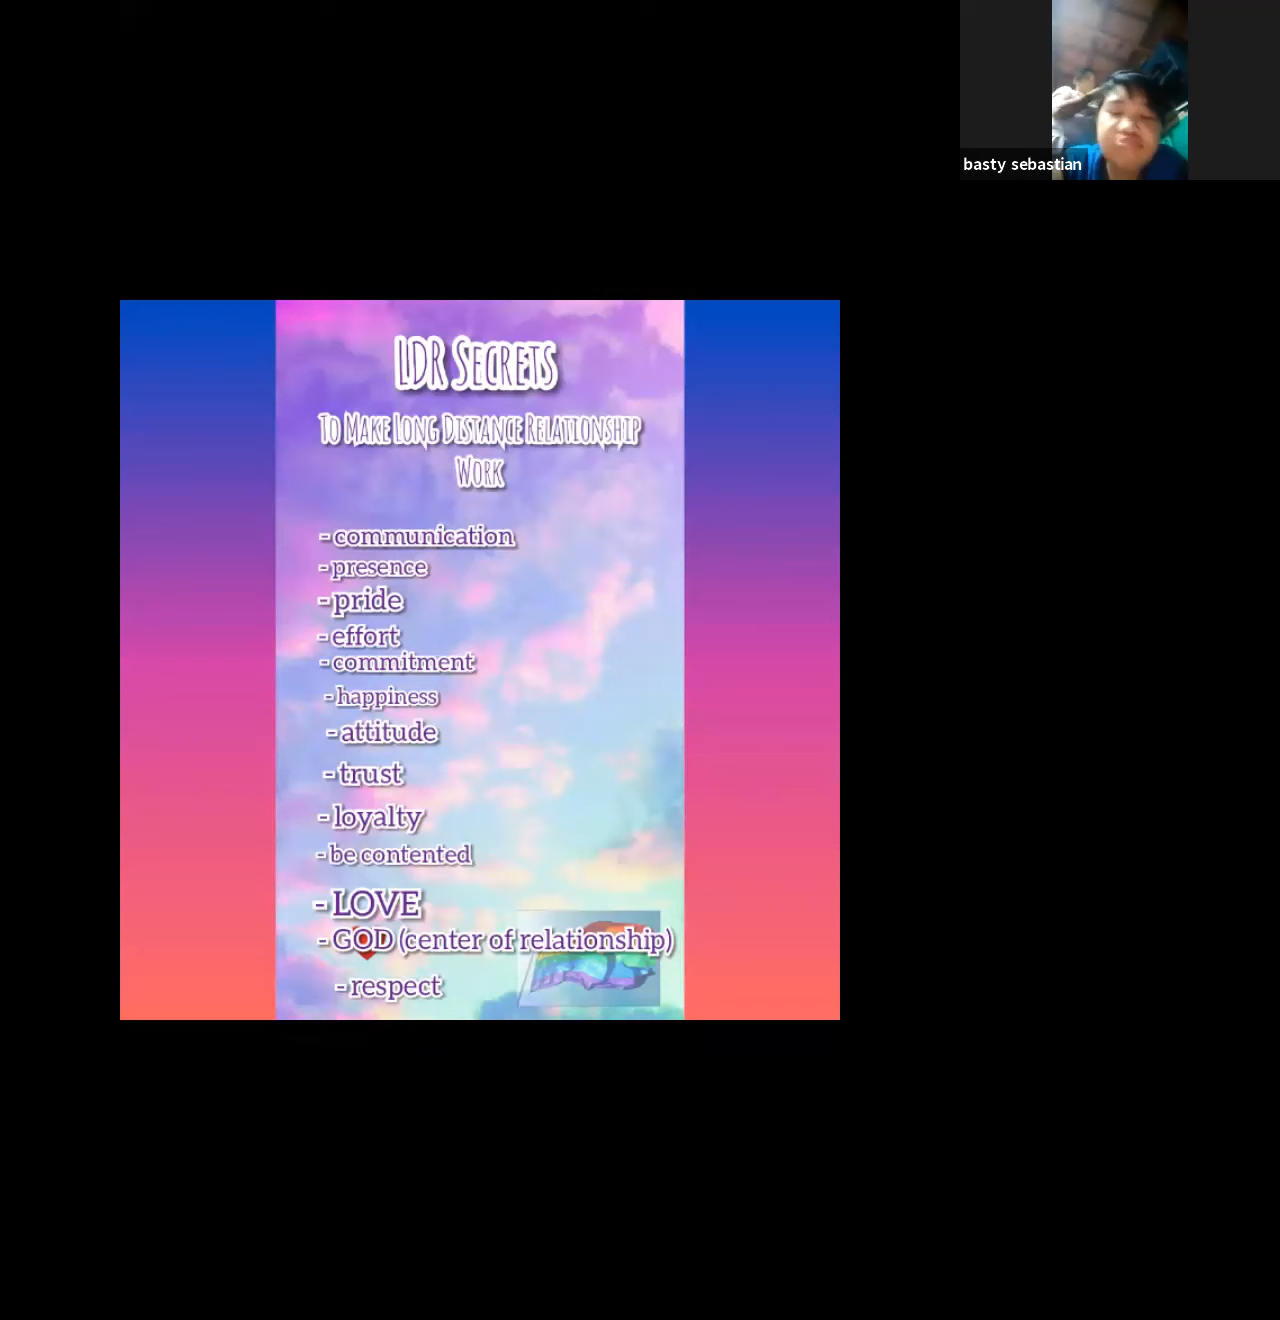 basty sebastian
LDR Secrets
To Make Long Distance Relationship
Work
- communication
- presence
- pride
- effort
- commitment
- happiness
- attitude
- trust
- loyalty
- be contented
- LOVE
- GOD (center of relationship)
- respect